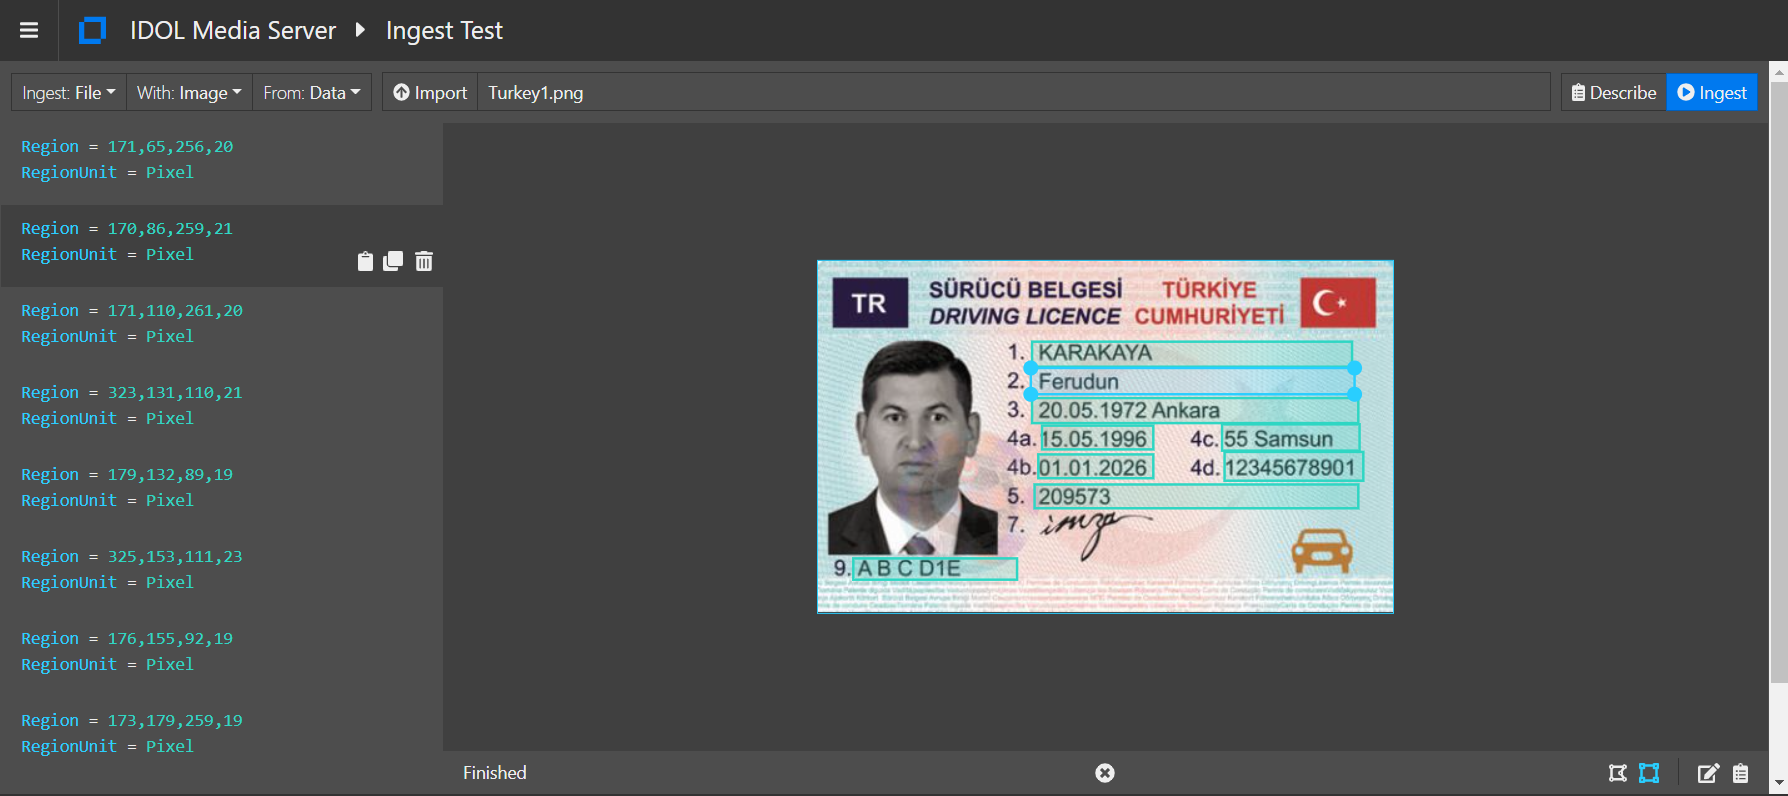 IDOL Media Server Ingest Test
Ingest: File With: Image From: Data Import Turkey1.png Describe Ingest
Region = 171,65,256,20
RegionUnit = Pixel
Region = 170,86,259,21
RegionUnit = Pixel
Region = 171,110,261,20
RegionUnit = Pixel
Region = 323,131,110,21
RegionUnit = Pixel
Region = 179,132,89,19
RegionUnit = Pixel
Region = 325,153,111,23
RegionUnit = Pixel
Region = 176,155,92,19
RegionUnit = Pixel
Region = 173,179,259,19
RegionUnit = Pixel
TR
SÜRÜCÜ BELGESİ TÜRKİYE
DRIVING LICENCE CUMHURİYETİ
1. KARAKAYA
2. Ferudun
3. 20.05.1972 Ankara
4a. 15.05.1996 4c. 55 Samsun
4b. 01.01.2026 4d. 12345678901
5. 209573
7. imza
9. A B C D1E
Finished